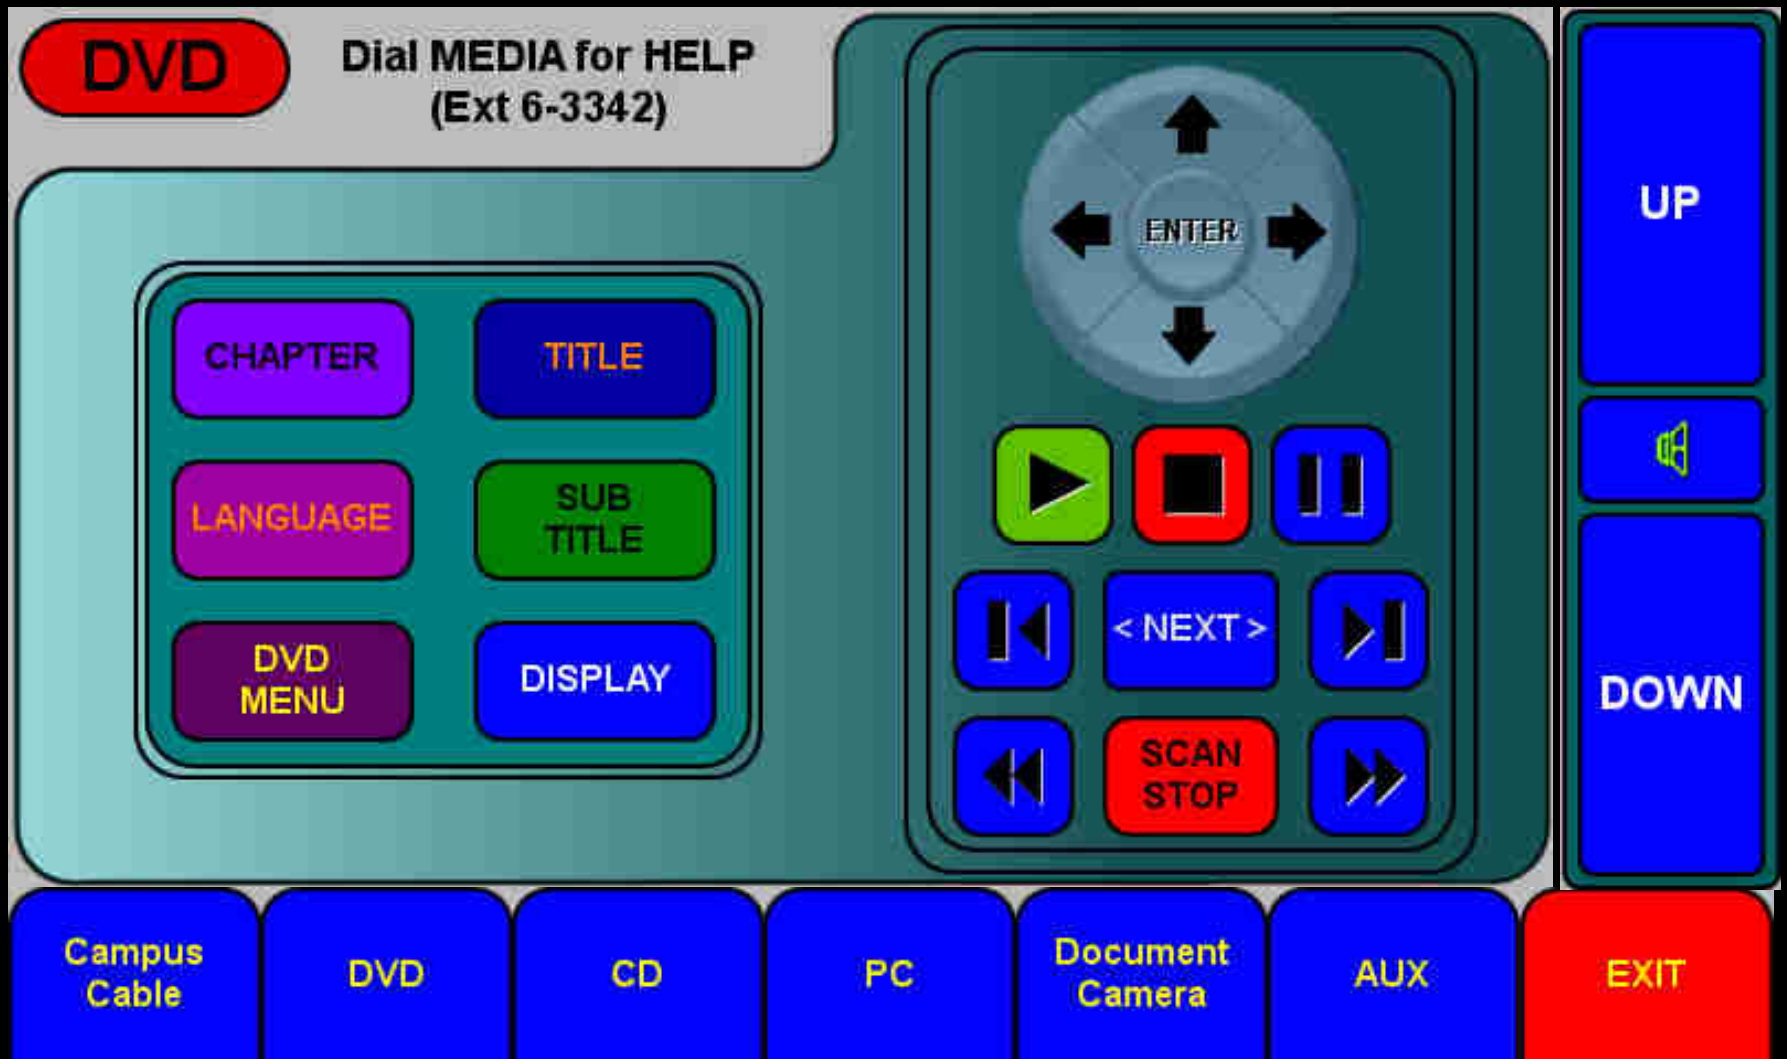 DVD
Dial MEDIA for HELP
(Ext 6-3342)
ENTER
UP
CHAPTER
TITLE
LANGUAGE
SUB
TITLE
< NEXT >
DVD
MENU
DISPLAY
DOWN
SCAN
STOP
Campus
Cable
DVD
CD
PC
Document
Camera
AUX
EXIT